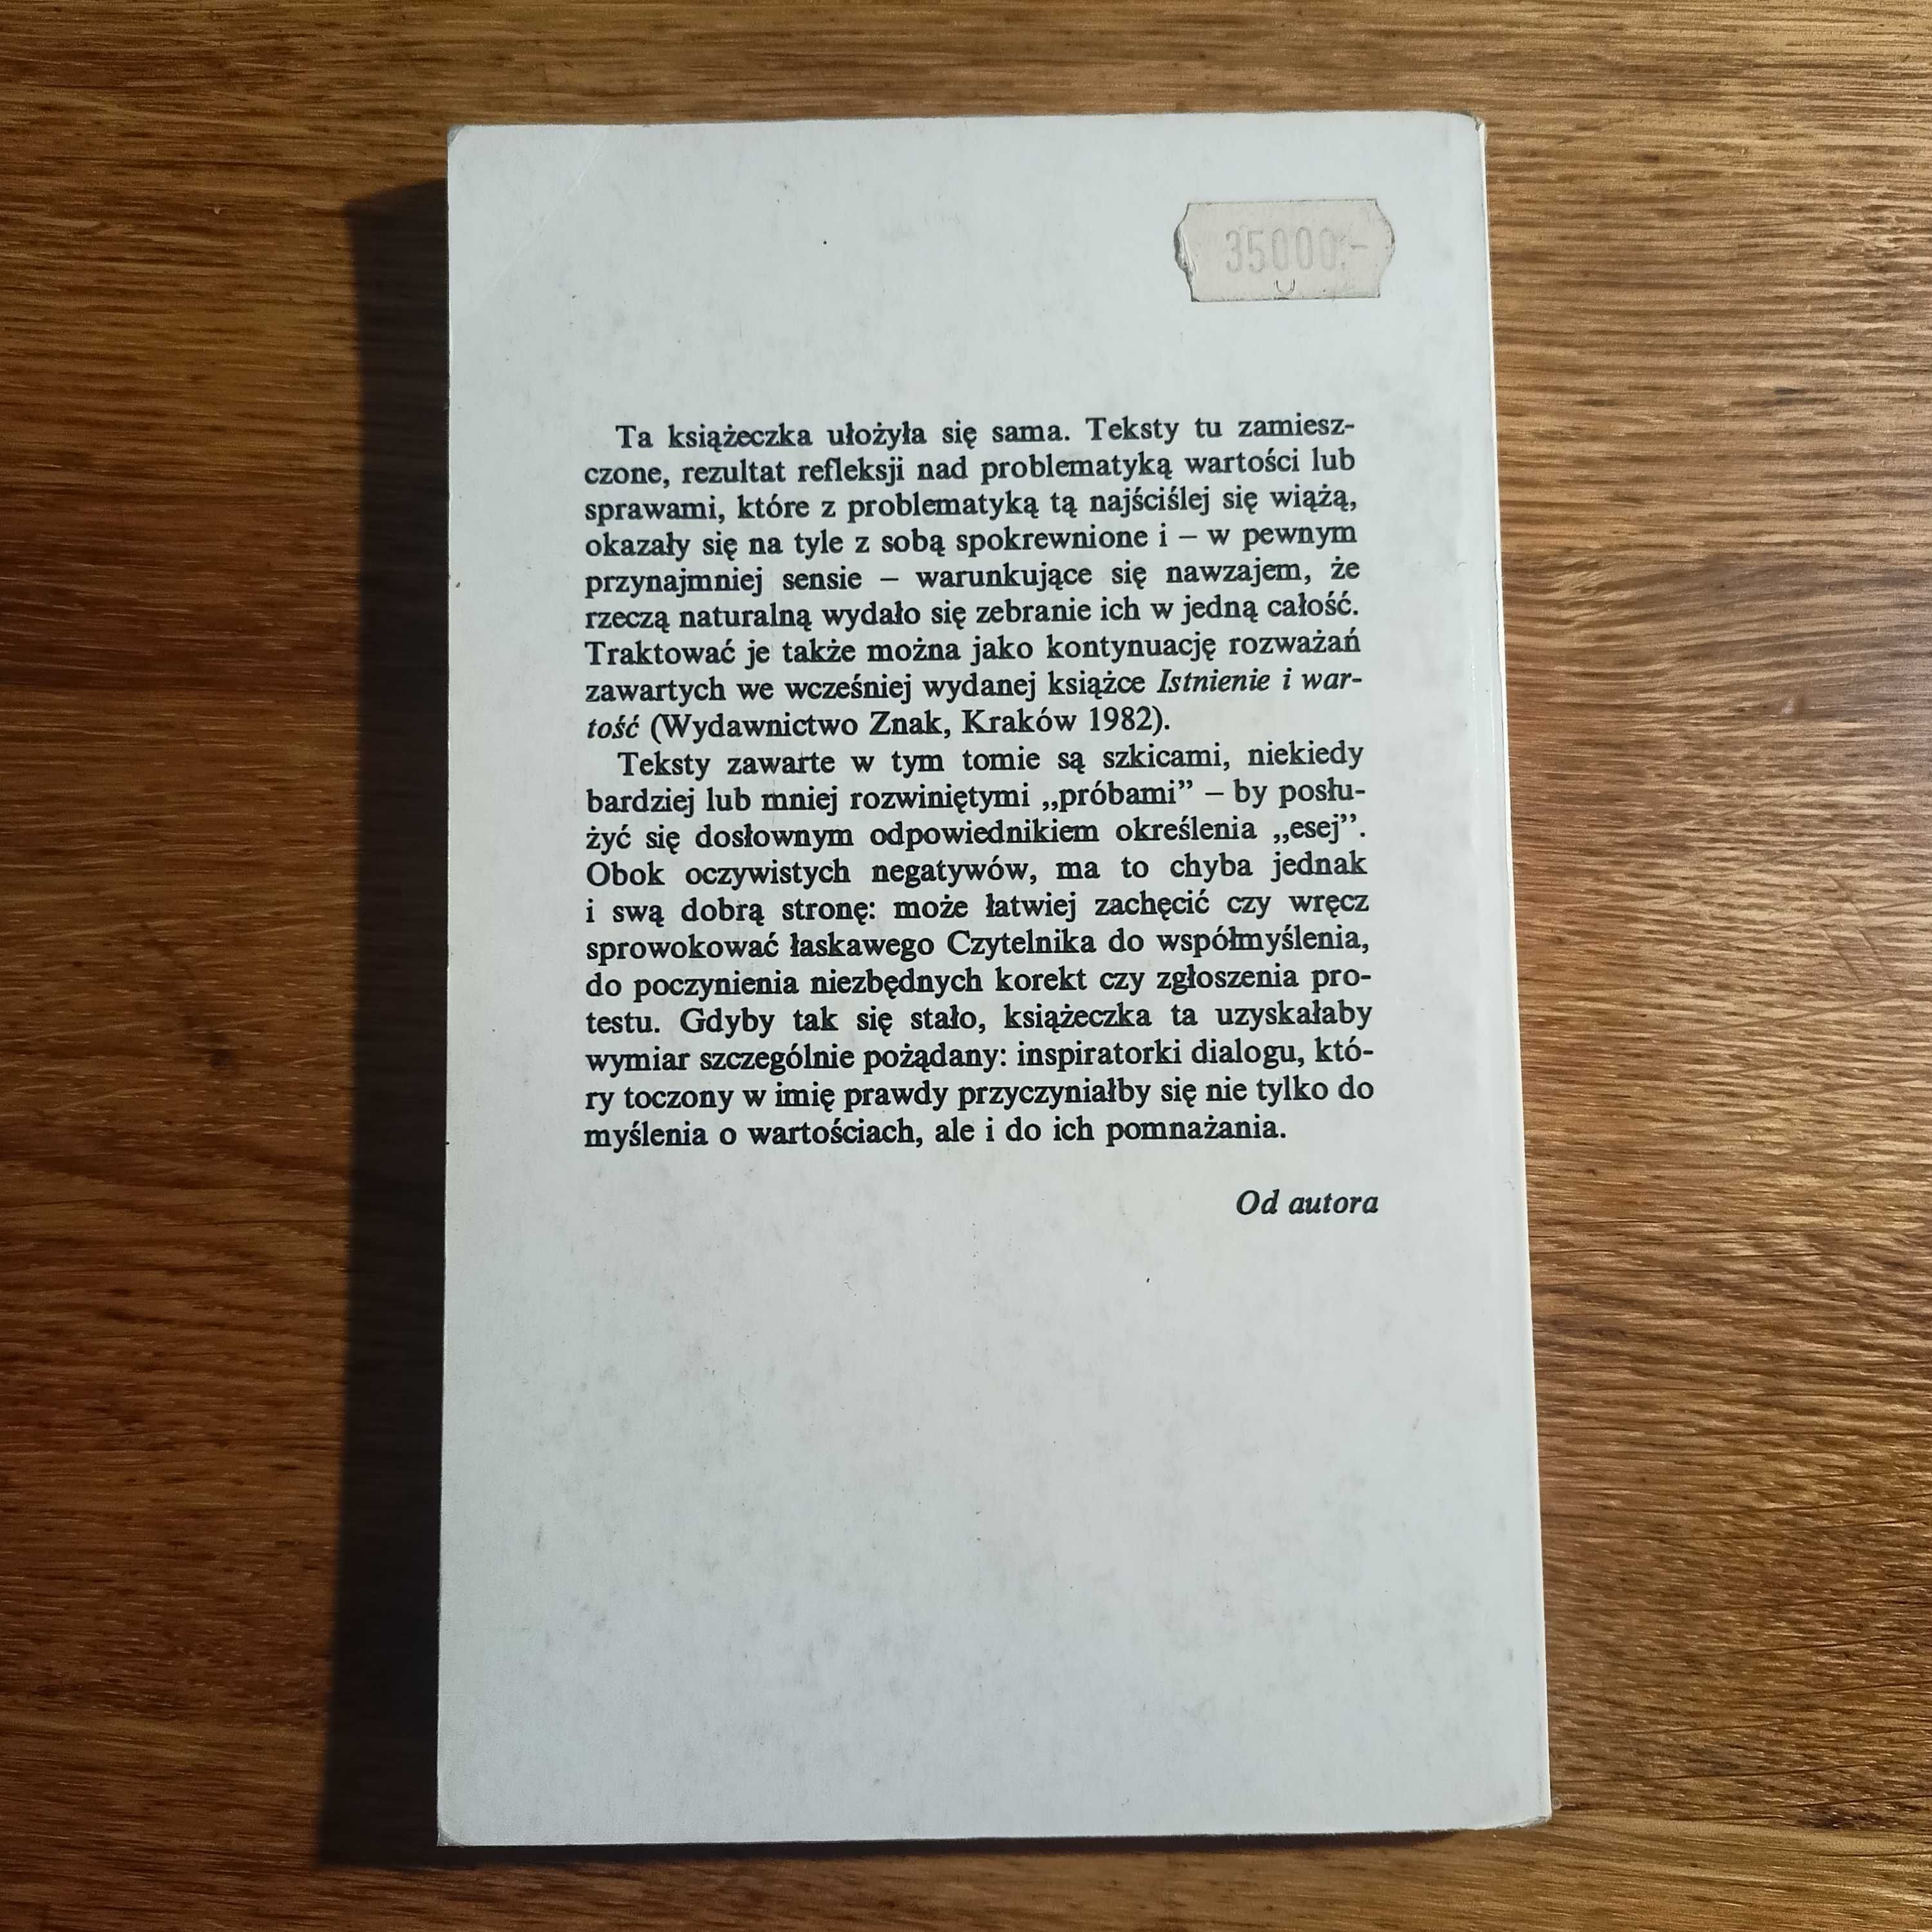 35000.-
Ta książeczka ułożyła się sama. Teksty tu zamiesz-
czone, rezultat refleksji nad problematyką wartości lub
sprawami, które z problematyką tą najściślej się wiążą,
okazały się na tyle z sobą spokrewnione i – w pewnym
przynajmniej sensie – warunkujące się nawzajem, że
rzeczą naturalną wydało się zebranie ich w jedną całość.
Traktować je także można jako kontynuację rozważań
zawartych we wcześniej wydanej książce Istnienie i war-
tość (Wydawnictwo Znak, Kraków 1982).
Teksty zawarte w tym tomie są szkicami, niekiedy
bardziej lub mniej rozwiniętymi „próbami” – by posłu-
żyć się dosłownym odpowiednikiem określenia „esej”.
Obok oczywistych negatywów, ma to chyba jednak
i swą dobrą stronę: może łatwiej zachęcić czy wręcz
sprowokować łaskawego Czytelnika do współmyślenia,
do poczynienia niezbędnych korekt czy zgłoszenia pro-
testu. Gdyby tak się stało, książeczka ta uzyskałaby
wymiar szczególnie pożądany: inspiratorki dialogu, któ-
ry toczony w imię prawdy przyczyniałby się nie tylko do
myślenia o wartościach, ale i do ich pomnażania.
Od autora